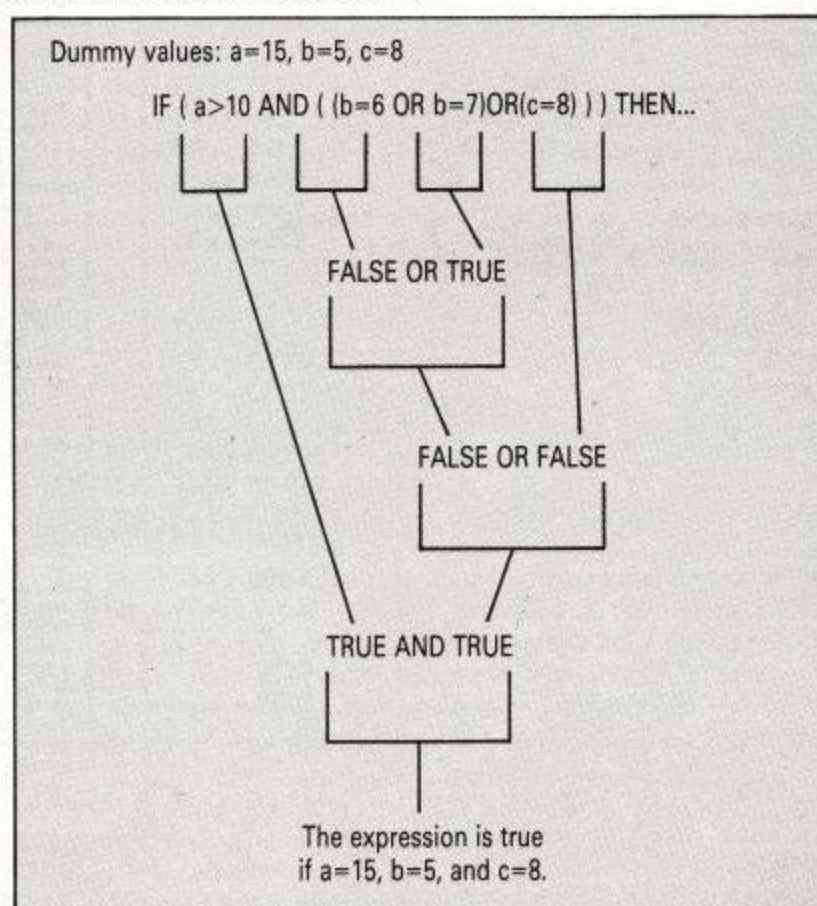 Dummy values: a=15, b=5, c=8
IF ( a>10 AND ( (b=6 OR b=7)OR(c=8) ) ) THEN...
FALSE OR TRUE
FALSE OR FALSE
TRUE AND TRUE
The expression is true
if a=15, b=5, and c=8.